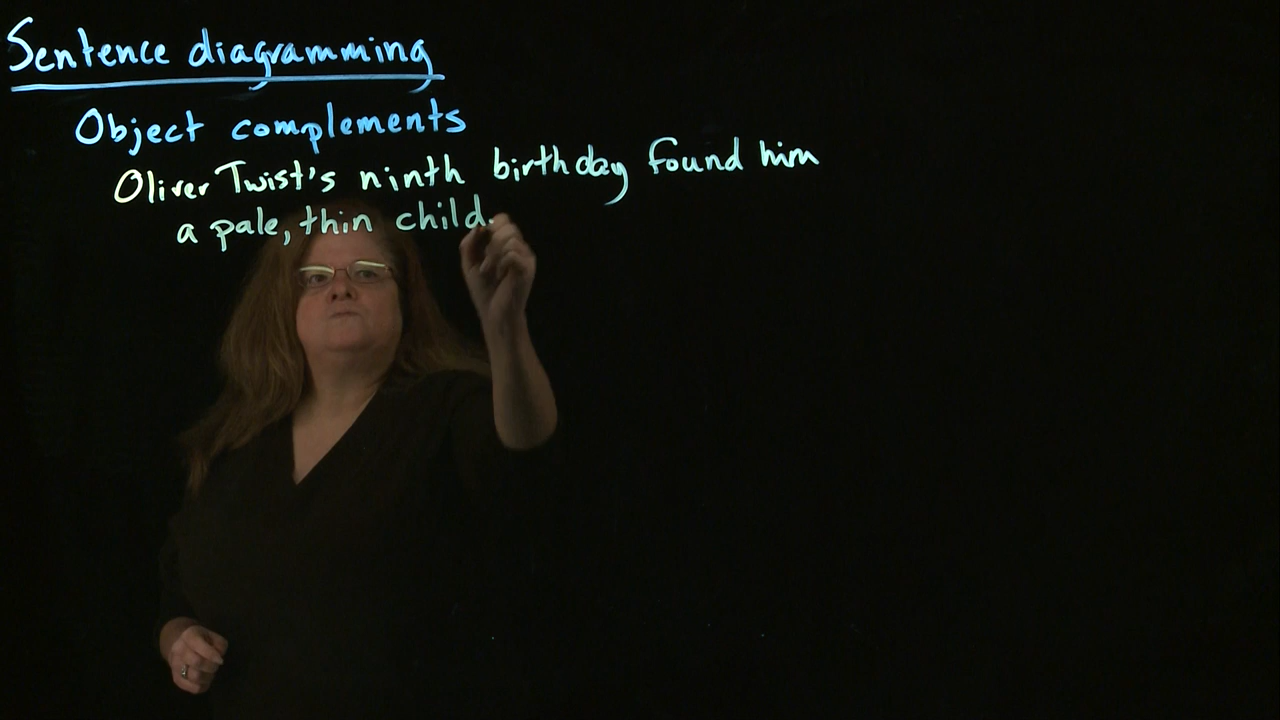 Sentence diagramming
Object complements
Oliver Twist's ninth birthday found him
a pale, thin child.